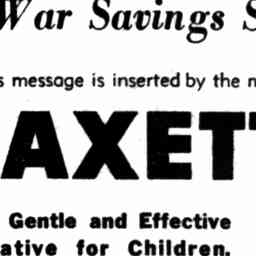 War Savings S
s message is inserted by the n
AXET
Gentle and Effective
ative for Children.